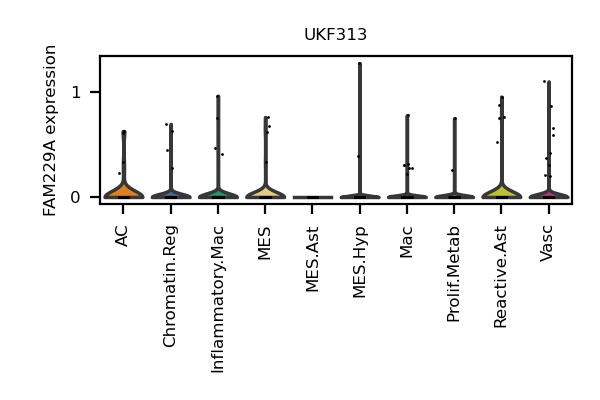 UKF313
FAM229A expression
1
0
AC
Chromatin.Reg
Inflammatory.Mac
MES
MES.Ast
MES.Hyp
Mac
Prolif.Metab
Reactive.Ast
Vasc